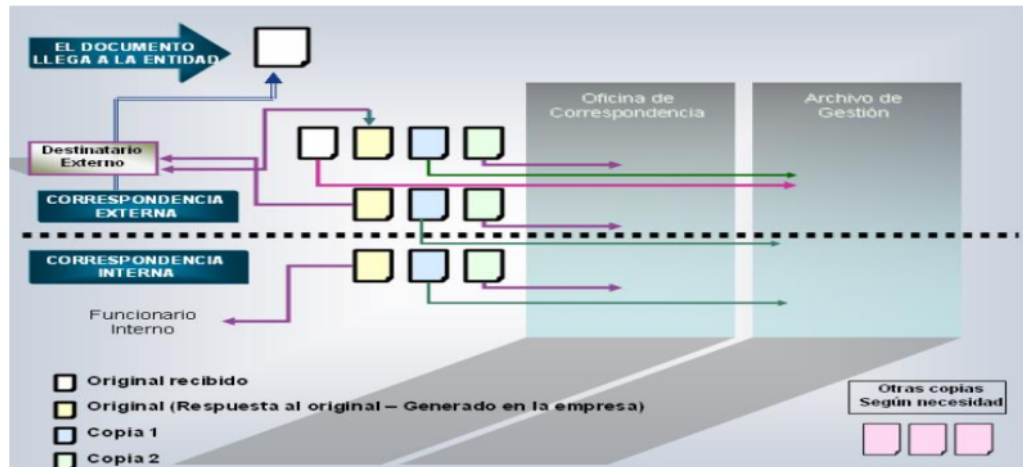 EL DOCUMENTO
LLEGA A LA ENTIDAD
Oficina de
Correspondencia
Archivo de
Gestión
Destinatario
Externo
CORRESPONDENCIA
EXTERNA
CORRESPONDENCIA
INTERNA
Funcionario
Interno
Original recibido
Original (Respuesta al original – Generado en la empresa)
Copia 1
Copia 2
Otras copias
Según necesidad